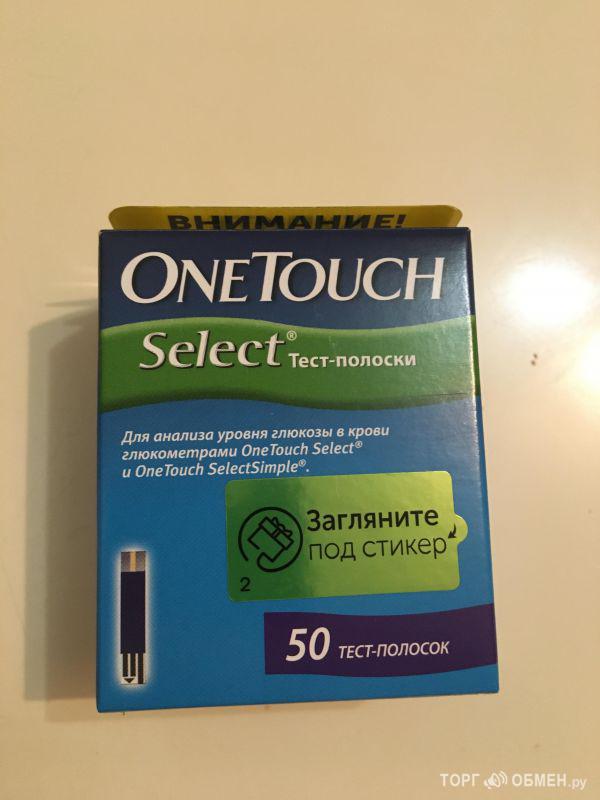 ВНИМАНИЕ!
ONETOUCH
Select® Тест-полоски
Для анализа уровня глюкозы в крови
глюкометрами OneTouch Select®
и OneTouch SelectSimple®.
Загляните
под стикер
2
50 ТЕСТ-ПОЛОСОК
ТОРГ ОБМЕН.ру